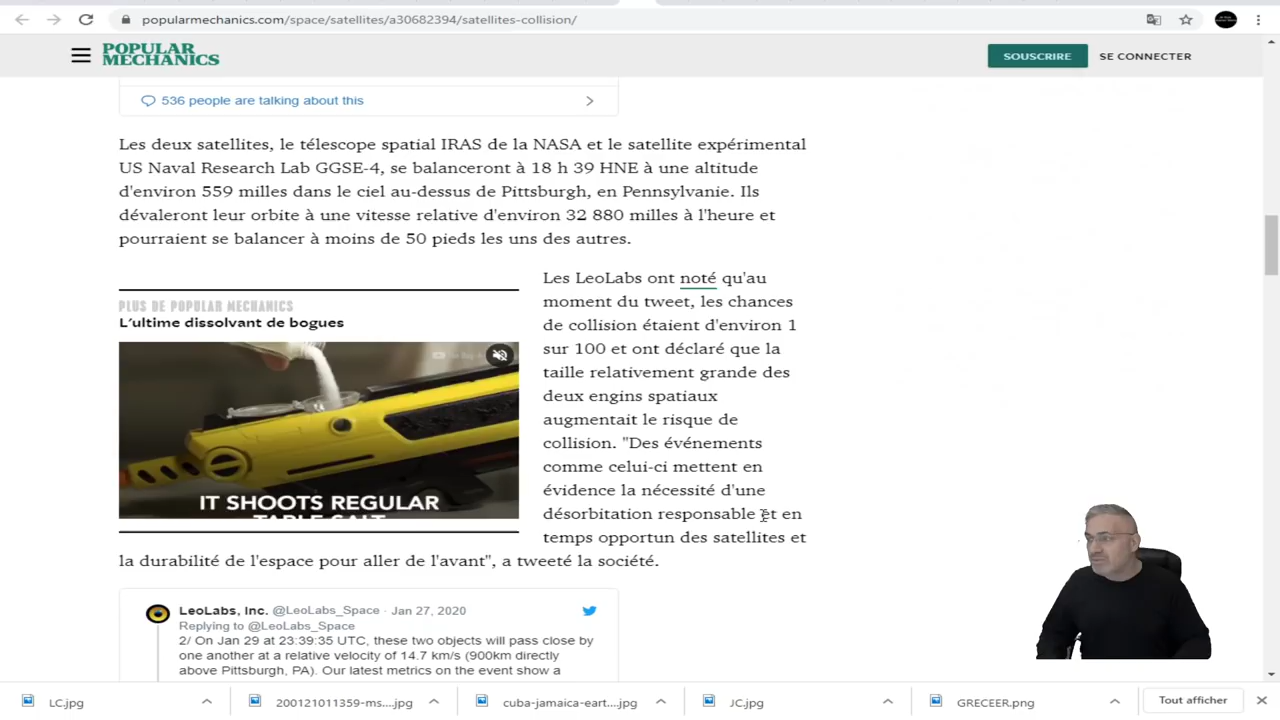 popularmechanics.com/space/satellites/a30682394/satellites-collision/
POPULAR
MECHANICS
SOUSCRIRE
SE CONNECTER
536 people are talking about this
Les deux satellites, le télescope spatial IRAS de la NASA et le satellite expérimental
US Naval Research Lab GGSE-4, se balanceront à 18 h 39 HNE à une altitude
d'environ 559 milles dans le ciel au-dessus de Pittsburgh, en Pennsylvanie. Ils
dévaleront leur orbite à une vitesse relative d'environ 32 880 milles à l'heure et
pourraient se balancer à moins de 50 pieds les uns des autres.
PLUS DE POPULAR MECHANICS
L'ultime dissolvant de bogues
IT SHOOTS REGULAR
TABLE SALT
Les LeoLabs ont noté qu'au
moment du tweet, les chances
de collision étaient d'environ 1
sur 100 et ont déclaré que la
taille relativement grande des
deux engins spatiaux
augmentait le risque de
collision. "Des événements
comme celui-ci mettent en
évidence la nécessité d'une
désorbitation responsable et en
temps opportun des satellites et
la durabilité de l'espace pour aller de l'avant", a tweeté la société.
LeoLabs, Inc. @LeoLabs_Space · Jan 27, 2020
Replying to @LeoLabs_Space
2/ On Jan 29 at 23:39:35 UTC, these two objects will pass close by
one another at a relative velocity of 14.7 km/s (900km directly
above Pittsburgh, PA). Our latest metrics on the event show a
LC.jpg
200121011359-ms....jpg
cuba-jamaica-eart....jpg
JC.jpg
GRECEER.png
Tout afficher